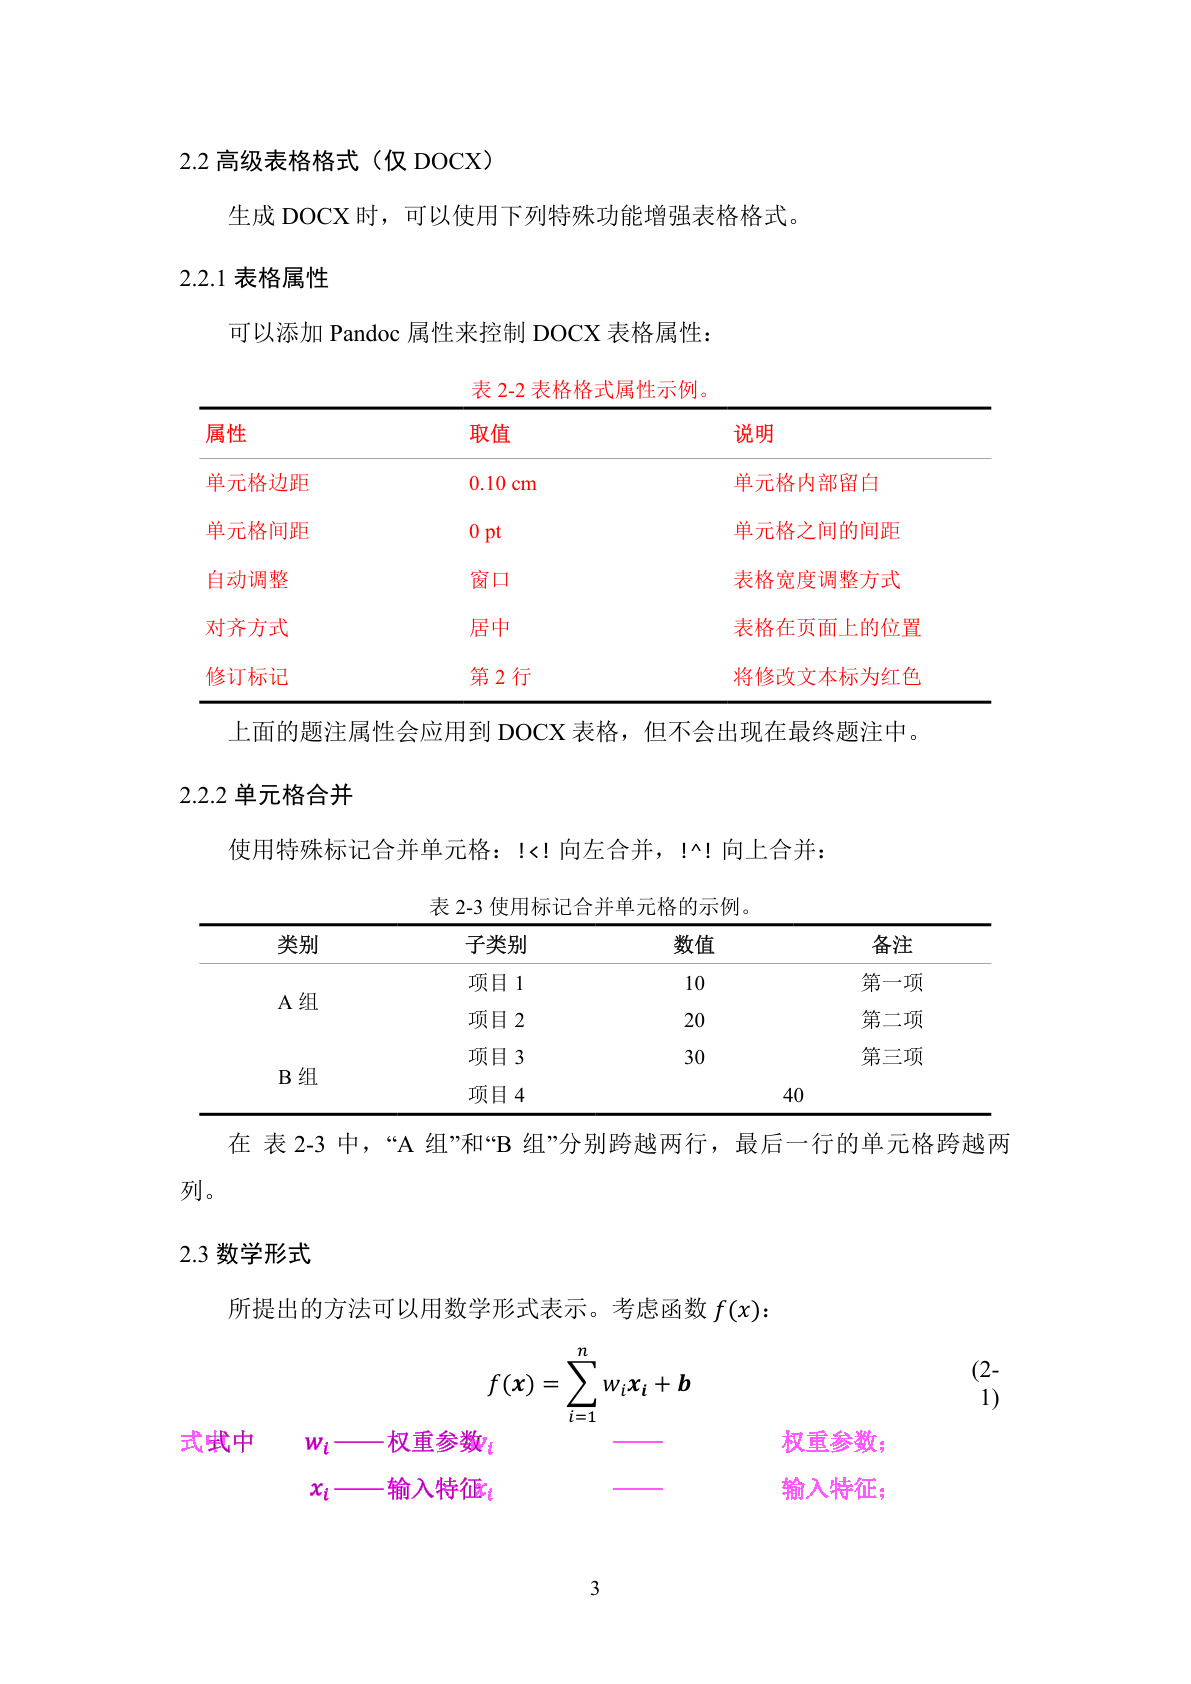 2.2 高级表格格式（仅 DOCX）
生成 DOCX 时，可以使用下列特殊功能增强表格格式。
2.2.1 表格属性
可以添加 Pandoc 属性来控制 DOCX 表格属性：
表 2-2 表格格式属性示例。
属性 取值 说明
单元格边距 0.10 cm 单元格内部留白
单元格间距 0 pt 单元格之间的间距
自动调整 窗口 表格宽度调整方式
对齐方式 居中 表格在页面上的位置
修订标记 第 2 行 将修改文本标为红色
上面的题注属性会应用到 DOCX 表格，但不会出现在最终题注中。
2.2.2 单元格合并
使用特殊标记合并单元格：!<! 向左合并，!^! 向上合并：
表 2-3 使用标记合并单元格的示例。
类别 子类别 数值 备注
A 组 项目 1 10 第一项
项目 2 20 第二项
B 组 项目 3 30 第三项
项目 4 40
在 表 2-3 中，“A 组”和“B 组”分别跨越两行，最后一行的单元格跨越两
列。
2.3 数学形式
所提出的方法可以用数学形式表示。考虑函数 f(x)：
f(x) = ∑_{i=1}^{n} w_i x_i + b (2-1)
式中 式中 w_i —— 权重参数 w_i —— 权重参数；
x_i —— 输入特征 x_i —— 输入特征；
3